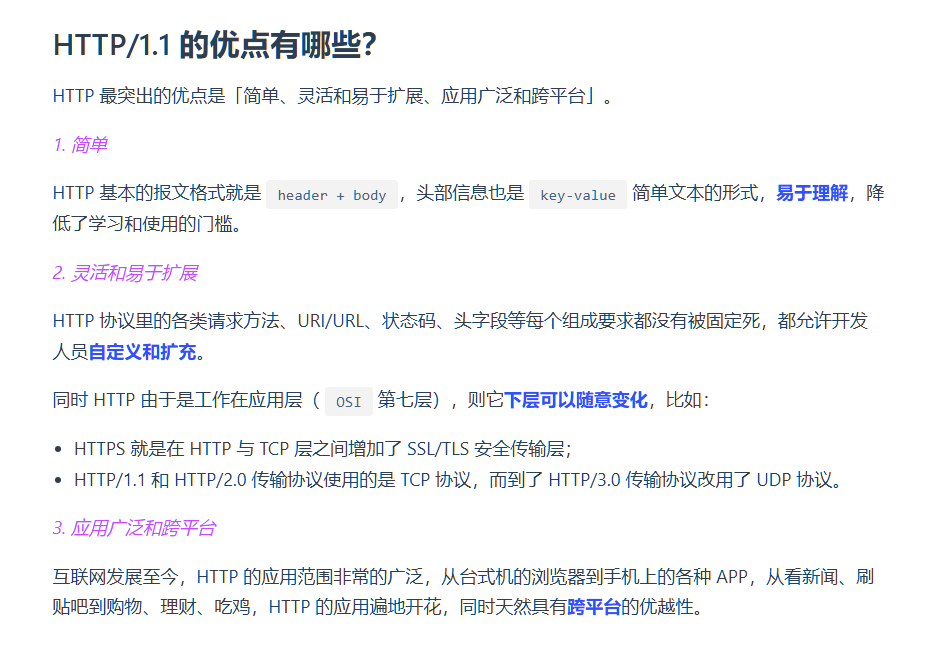 HTTP/1.1 的优点有哪些？
HTTP 最突出的优点是「简单、灵活和易于扩展、应用广泛和跨平台」。
1. 简单
HTTP 基本的报文格式就是 header + body ，头部信息也是 key-value 简单文本的形式，易于理解，降
低了学习和使用的门槛。
2. 灵活和易于扩展
HTTP 协议里的各类请求方法、URI/URL、状态码、头字段等每个组成要求都没有被固定死，都允许开发
人员自定义和扩充。
同时 HTTP 由于是工作在应用层（ OSI 第七层），则它下层可以随意变化，比如：
• HTTPS 就是在 HTTP 与 TCP 层之间增加了 SSL/TLS 安全传输层；
• HTTP/1.1 和 HTTP/2.0 传输协议使用的是 TCP 协议，而到了 HTTP/3.0 传输协议改用了 UDP 协议。
3. 应用广泛和跨平台
互联网发展至今，HTTP 的应用范围非常的广泛，从台式机的浏览器到手机上的各种 APP，从看新闻、刷
贴吧到购物、理财、吃鸡，HTTP 的应用遍地开花，同时天然具有跨平台的优越性。